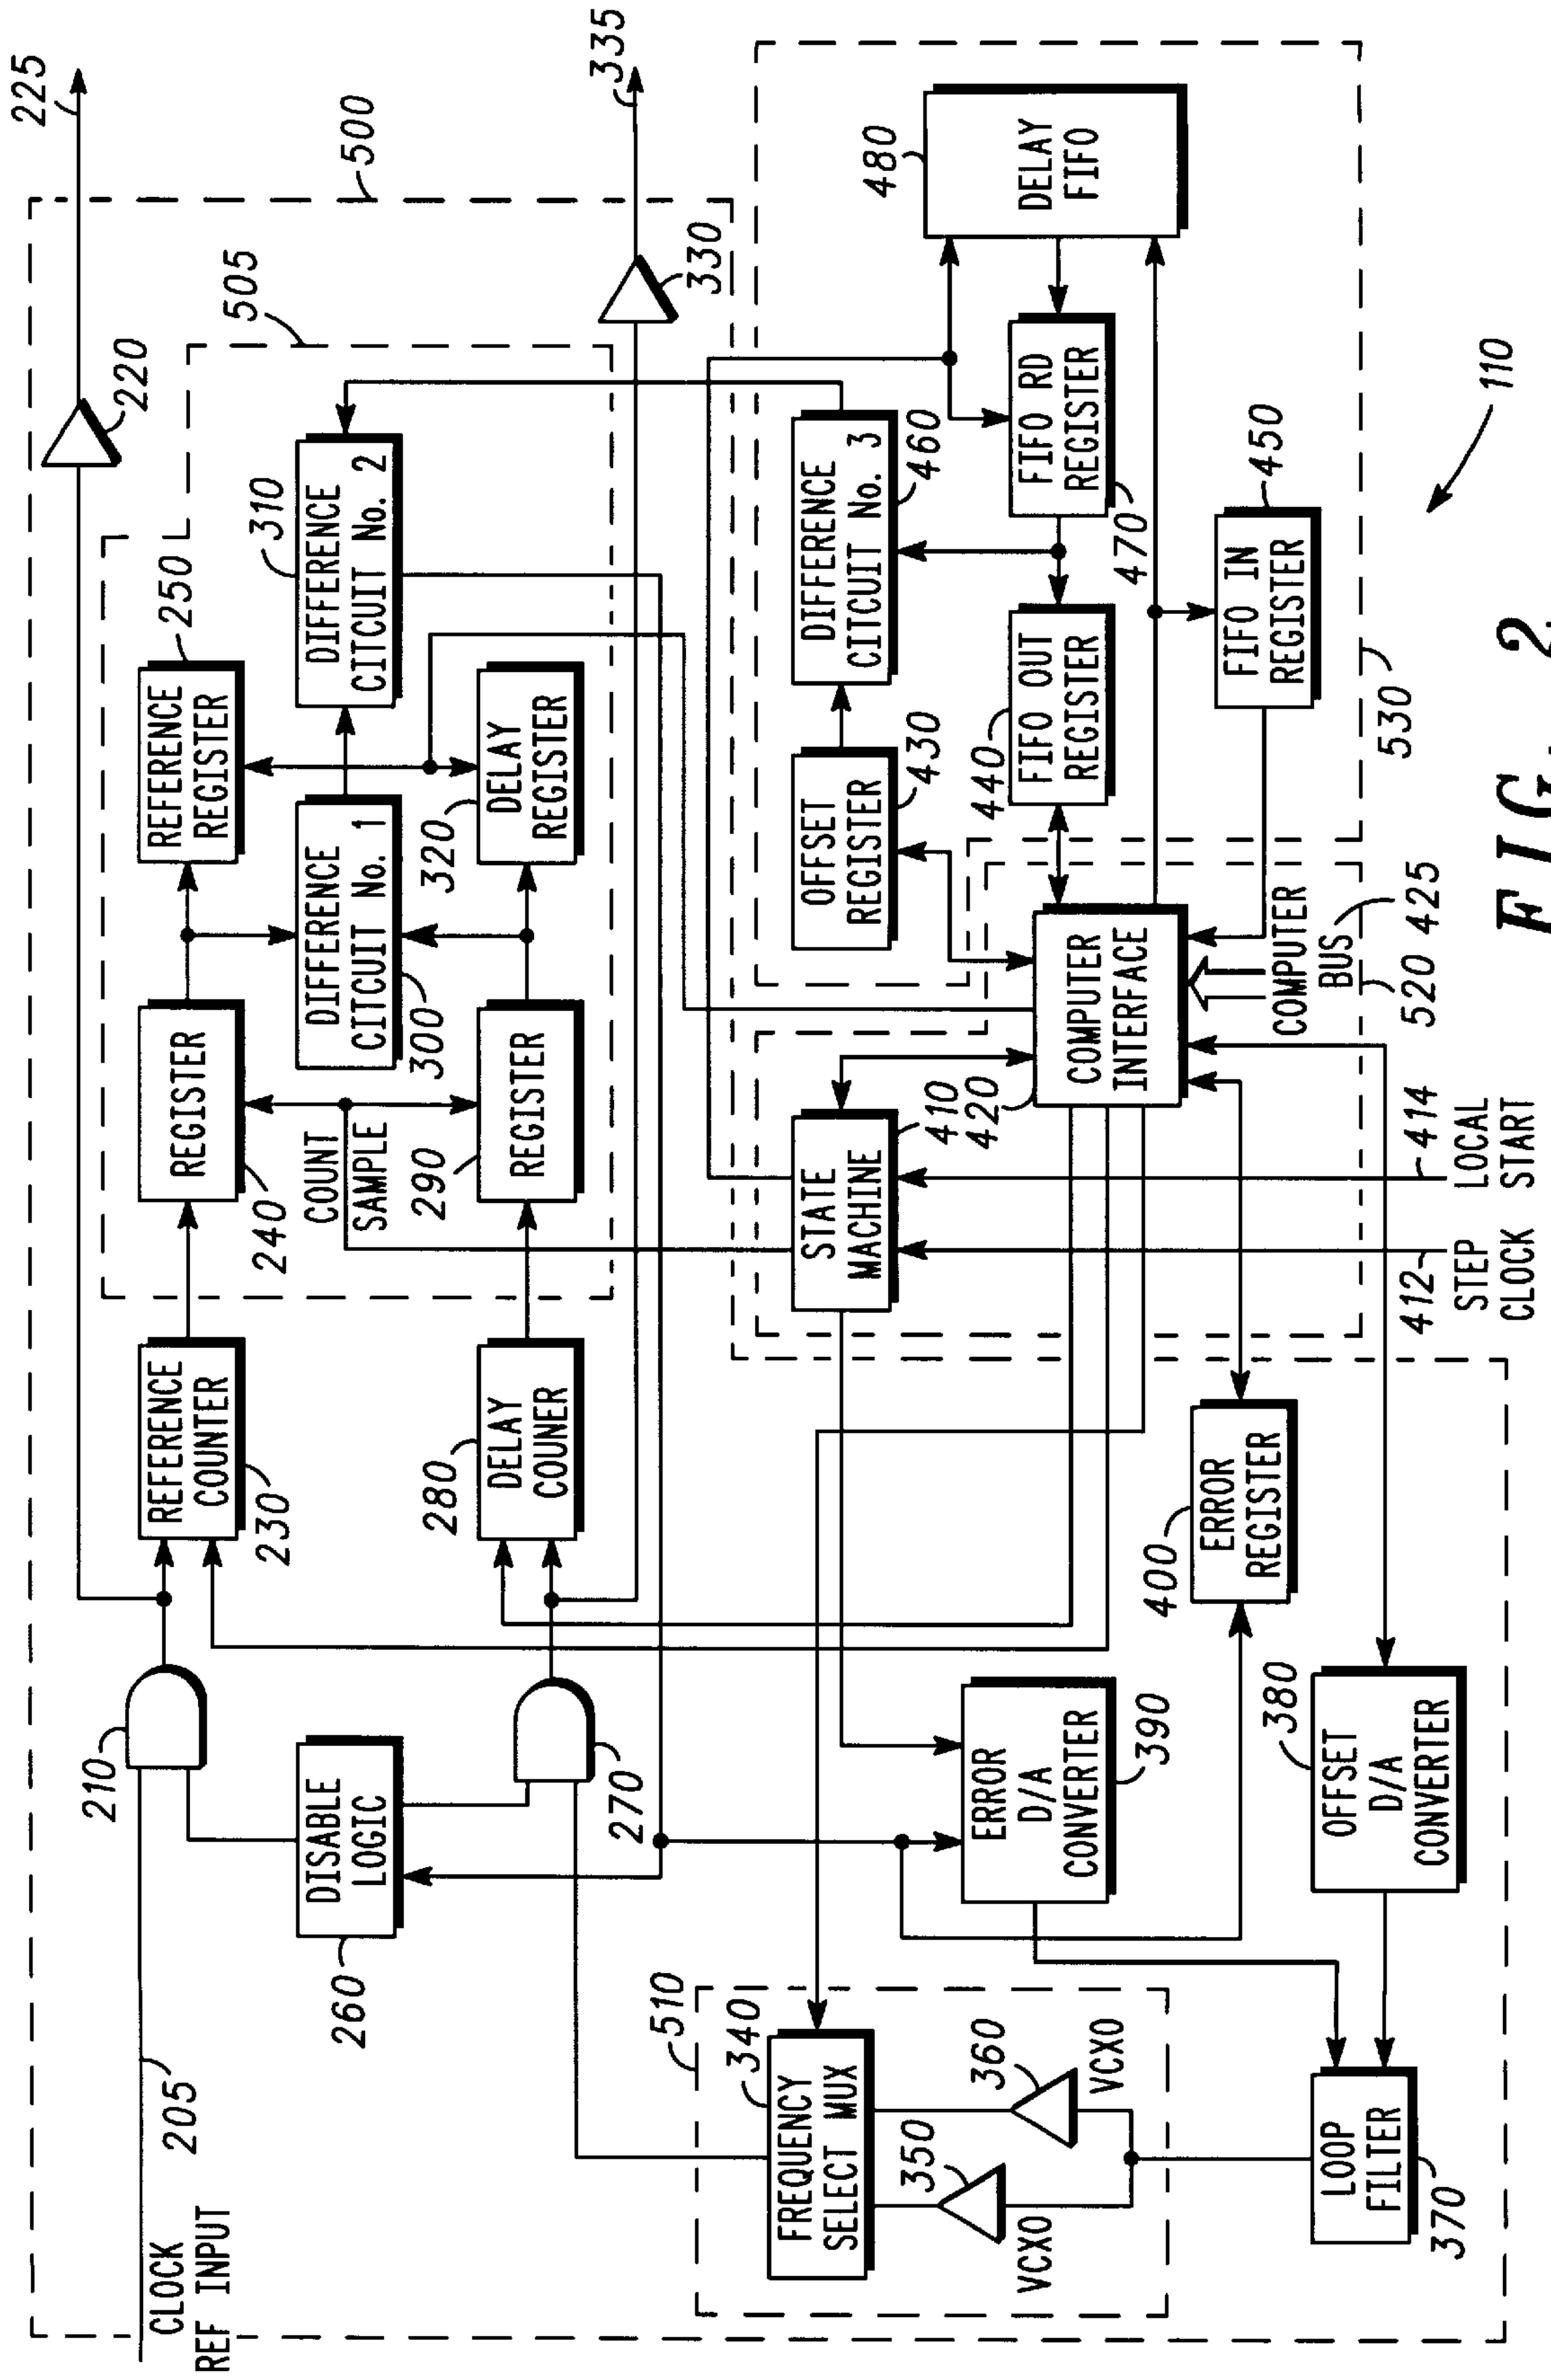 CLOCK
REF INPUT
205
210
220
225
REFERENCE
COUNTER
230
REGISTER
240
REFERENCE
REGISTER
250
505
500
DISABLE
LOGIC
260
COUNT
SAMPLE
DIFFERENCE
CITCUIT No. 1
300
DIFFERENCE
CITCUIT No. 2
310
270
280
DELAY
COUNER
290
REGISTER
320
DELAY
REGISTER
330
335
510
340
FREQUENCY
SELECT MUX
350
VCXO
360
VCXO
LOOP
FILTER
370
ERROR
D/A
CONVERTER
390
380
OFFSET
D/A
CONVERTER
400
ERROR
REGISTER
STATE
MACHINE
410
420
COMPUTER
INTERFACE
COMPUTER
BUS
425
520
412
STEP
CLOCK
414
LOCAL
START
OFFSET
REGISTER
430
DIFFERENCE
CITCUIT No. 3
460
440
FIFO OUT
REGISTER
FIFO RD
REGISTER
470
480
DELAY
FIFO
FIFO IN
REGISTER
450
530
110
FIG. 2